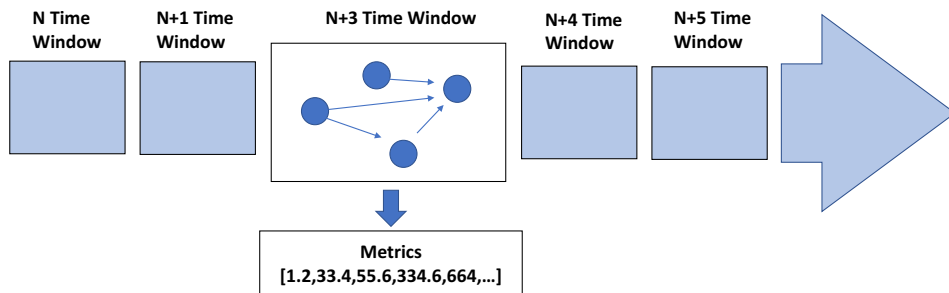 N Time
Window
N+1 Time
Window
N+3 Time Window
N+4 Time
Window
N+5 Time
Window
Metrics
[1.2,33.4,55.6,334.6,664,...]